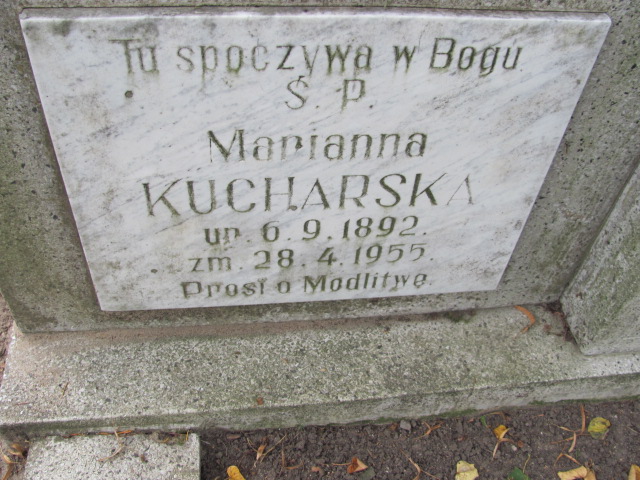 Tu spoczywa w Bogu
Ś. P.
Marianna
KUCHARSKA
ur. 6. 9. 1892.
zm. 28. 4. 1955.
Prosi o Modlitwę.